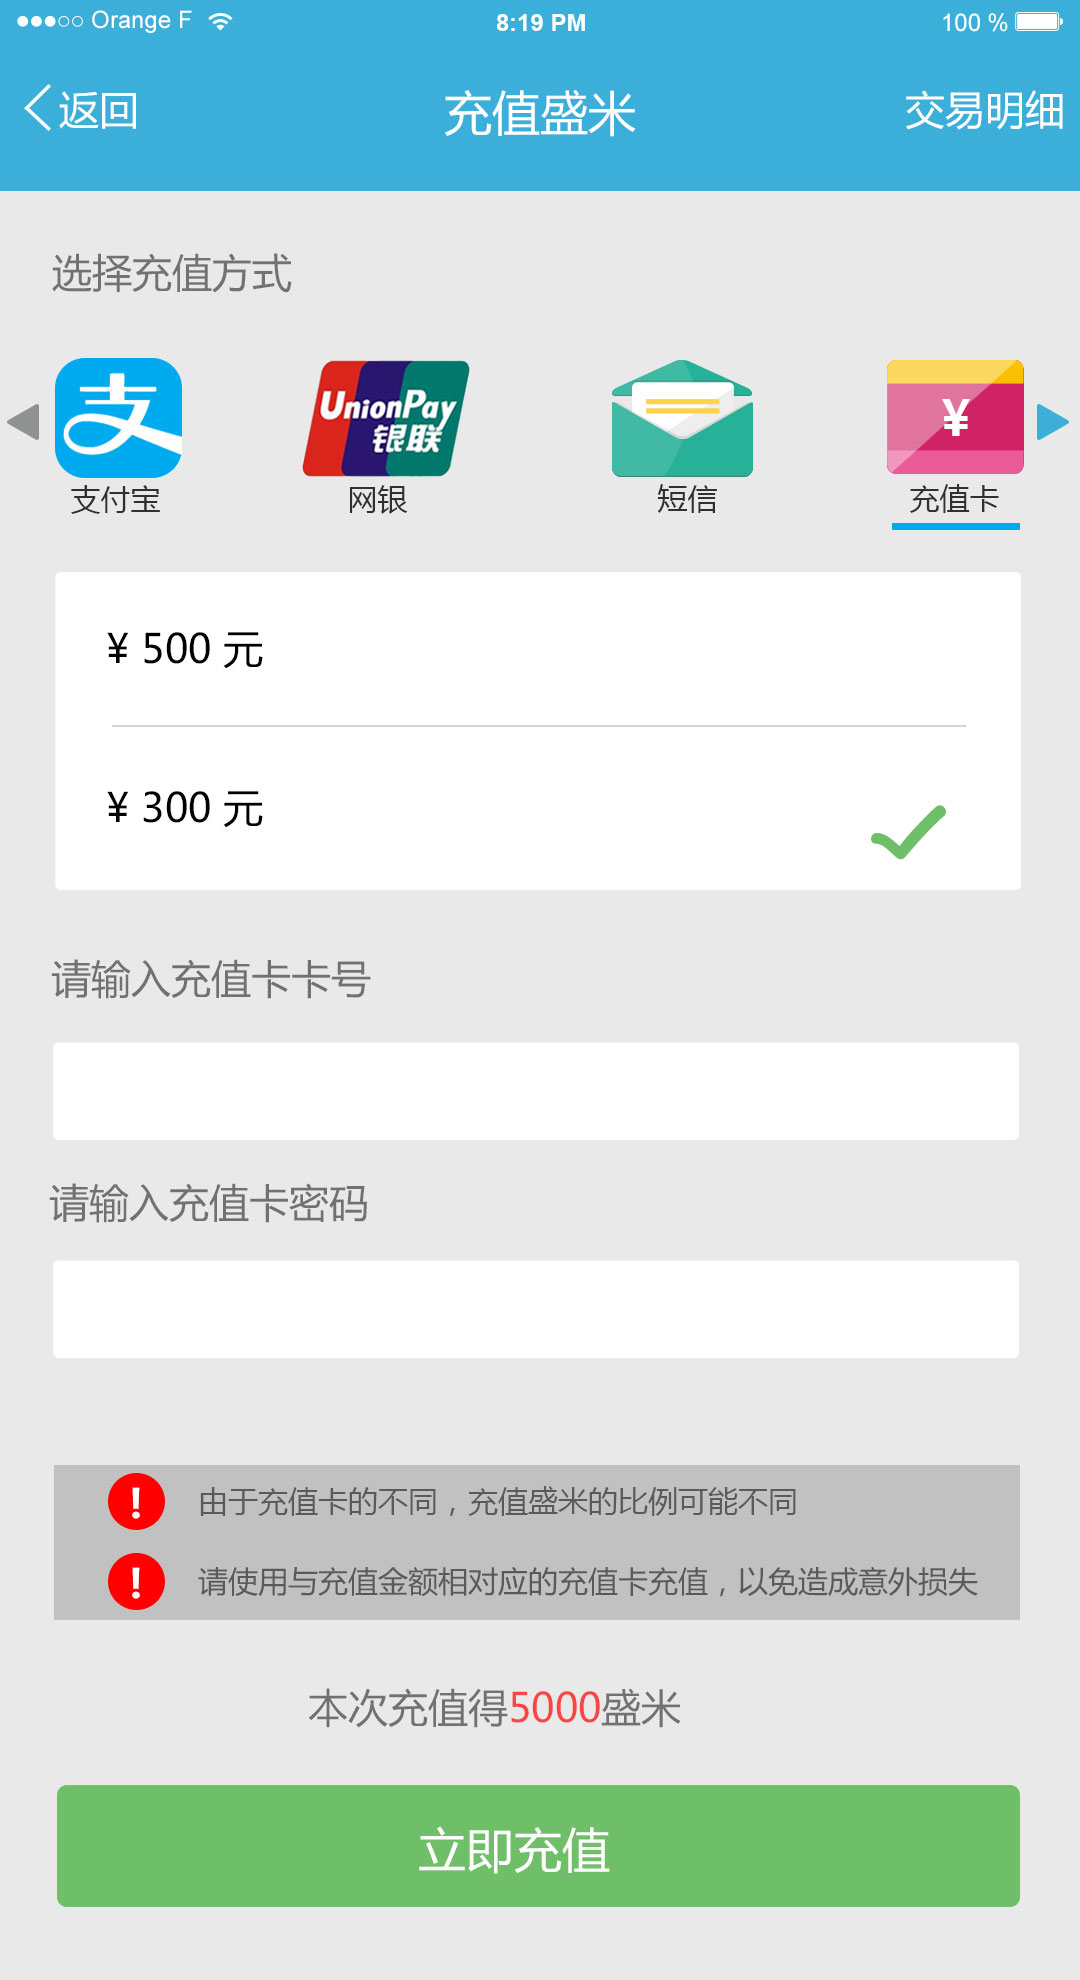 Orange F 8:19 PM 100 %
返回 充值盛米 交易明细
选择充值方式
支
UnionPay
银联
¥
支付宝 网银 短信 充值卡
¥ 500 元
¥ 300 元
请输入充值卡卡号
请输入充值卡密码
! 由于充值卡的不同，充值盛米的比例可能不同
! 请使用与充值金额相对应的充值卡充值，以免造成意外损失
本次充值得5000盛米
立即充值